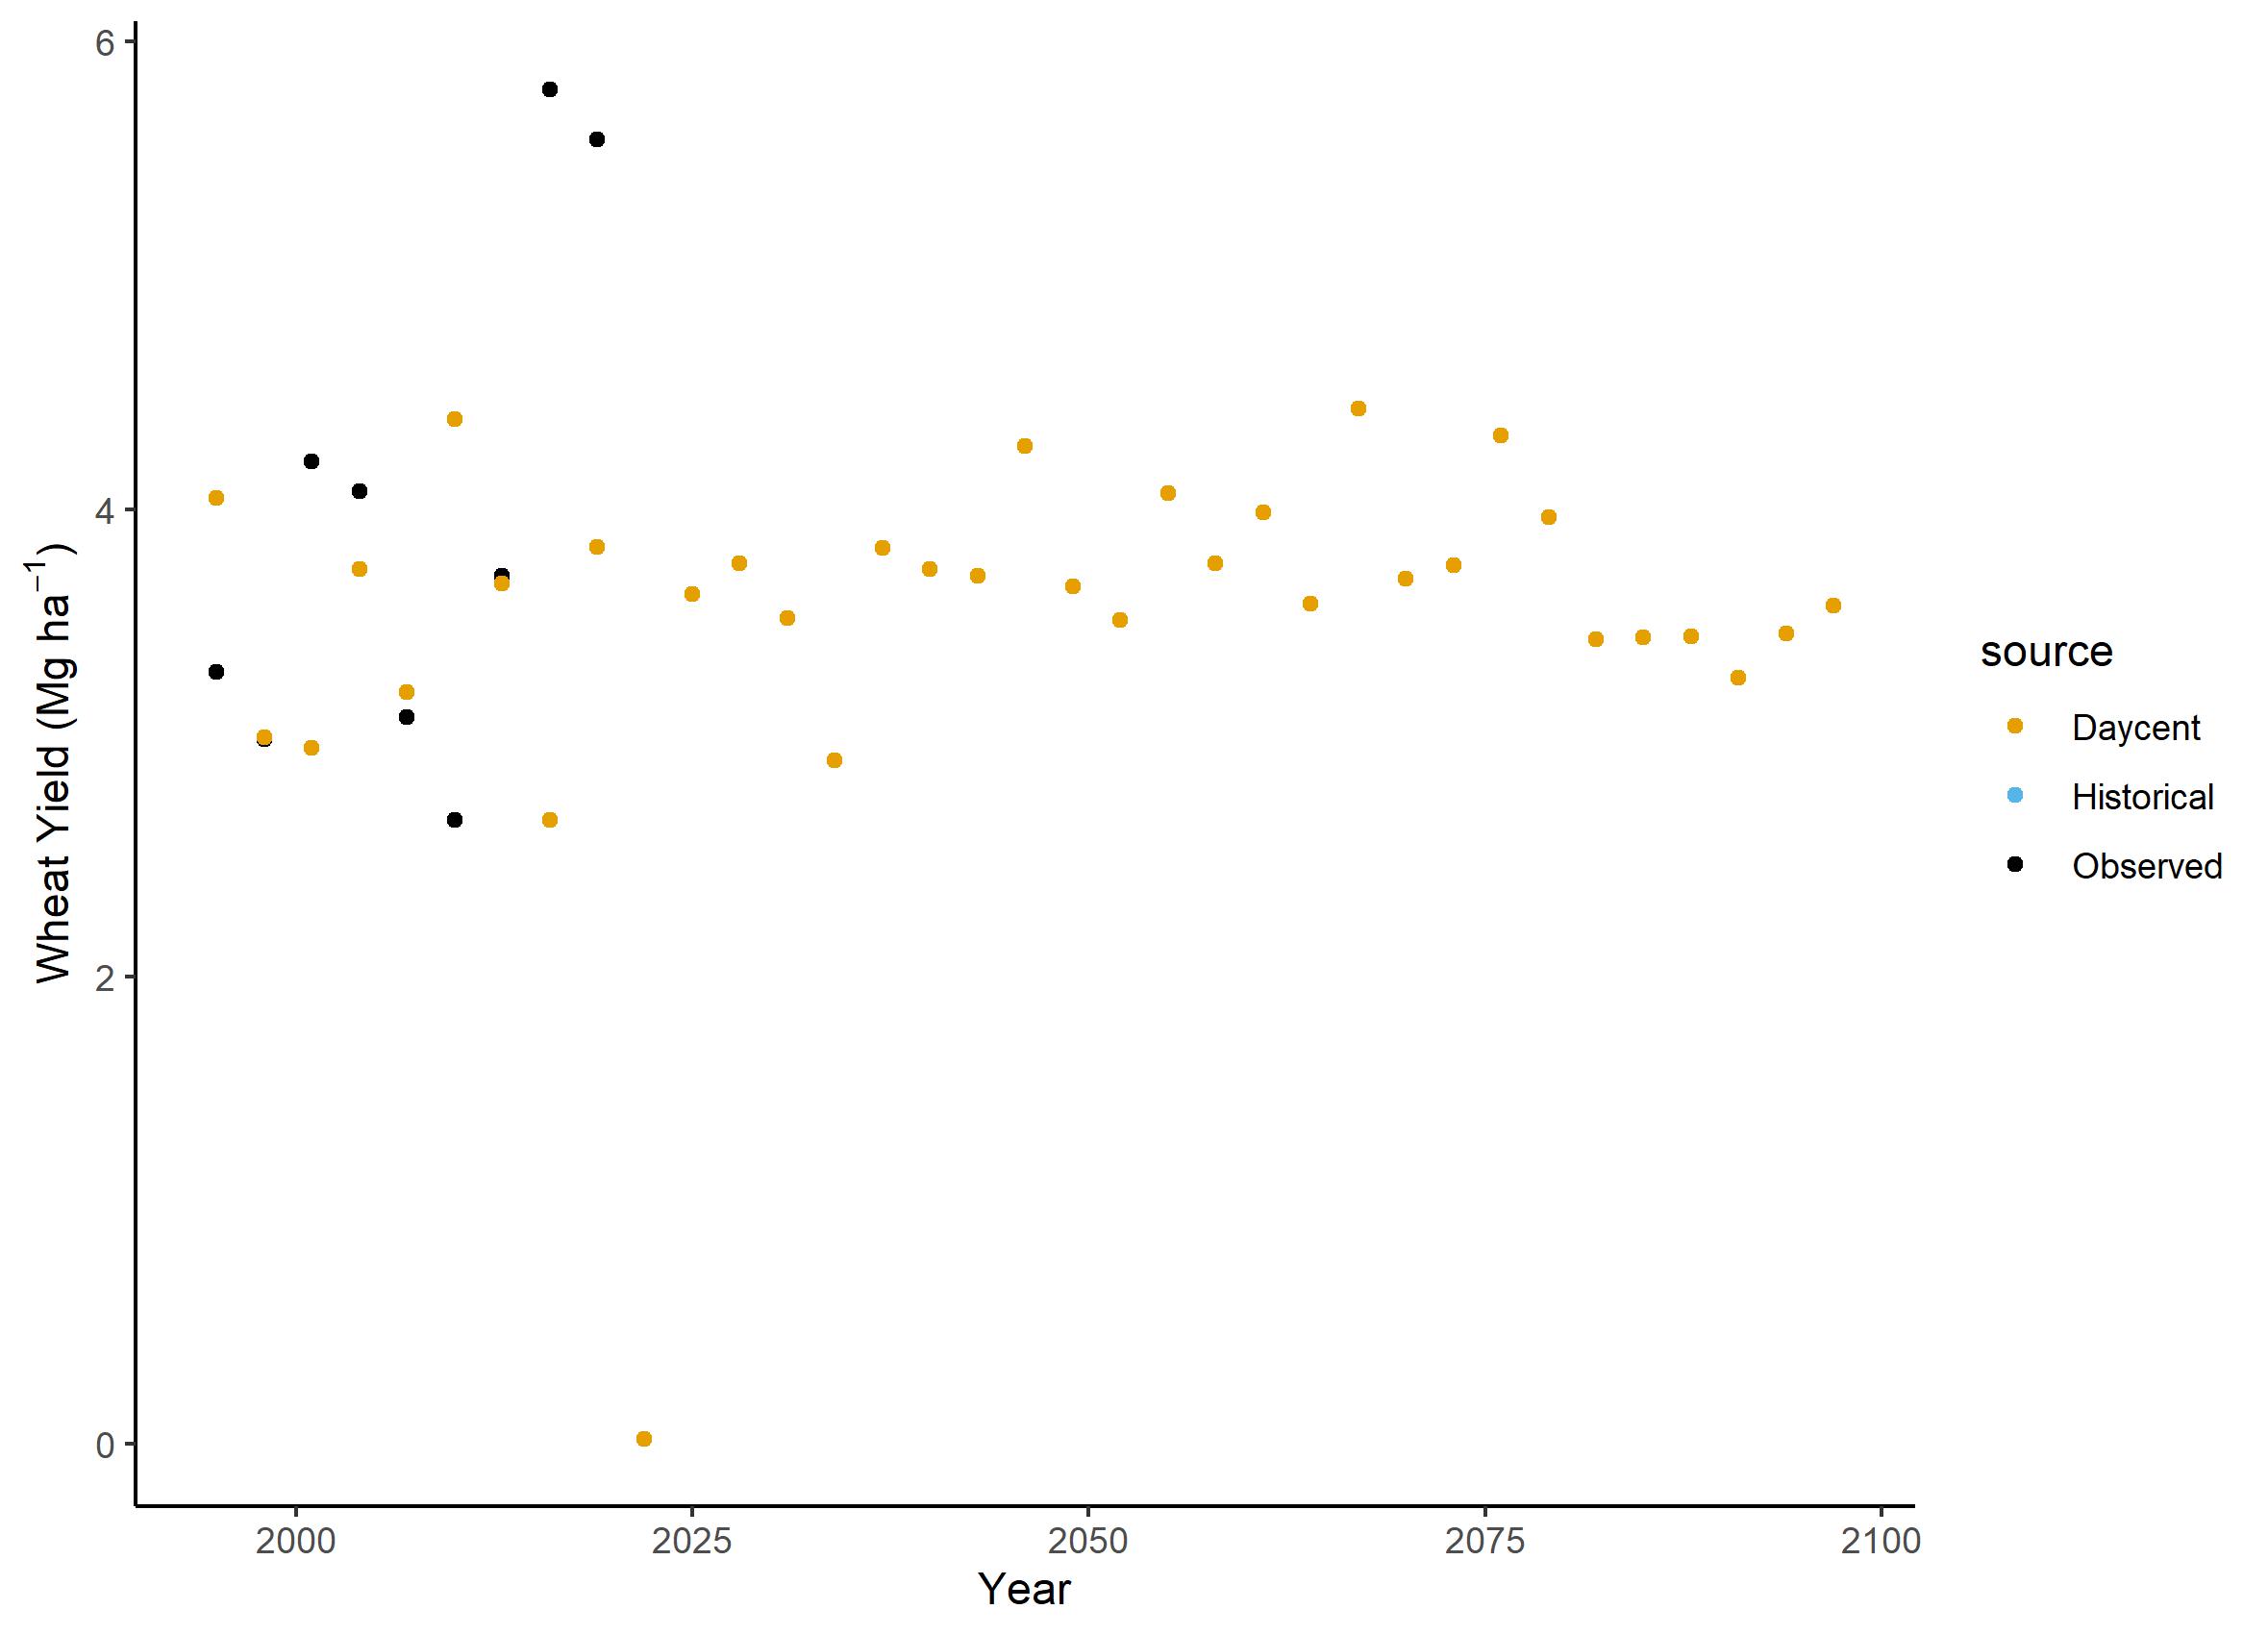 Wheat Yield (Mg ha⁻¹)
6
4
2
0
2000 2025 2050 2075 2100
Year
source
Daycent
Historical
Observed